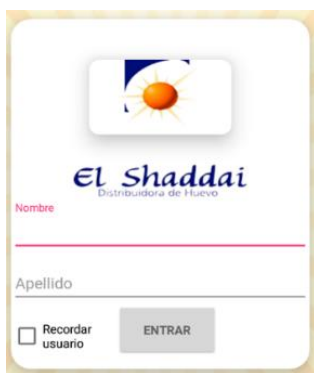 El Shaddai
Distribuidora de Huevo
Nombre
Apellido
Recordar
usuario
ENTRAR